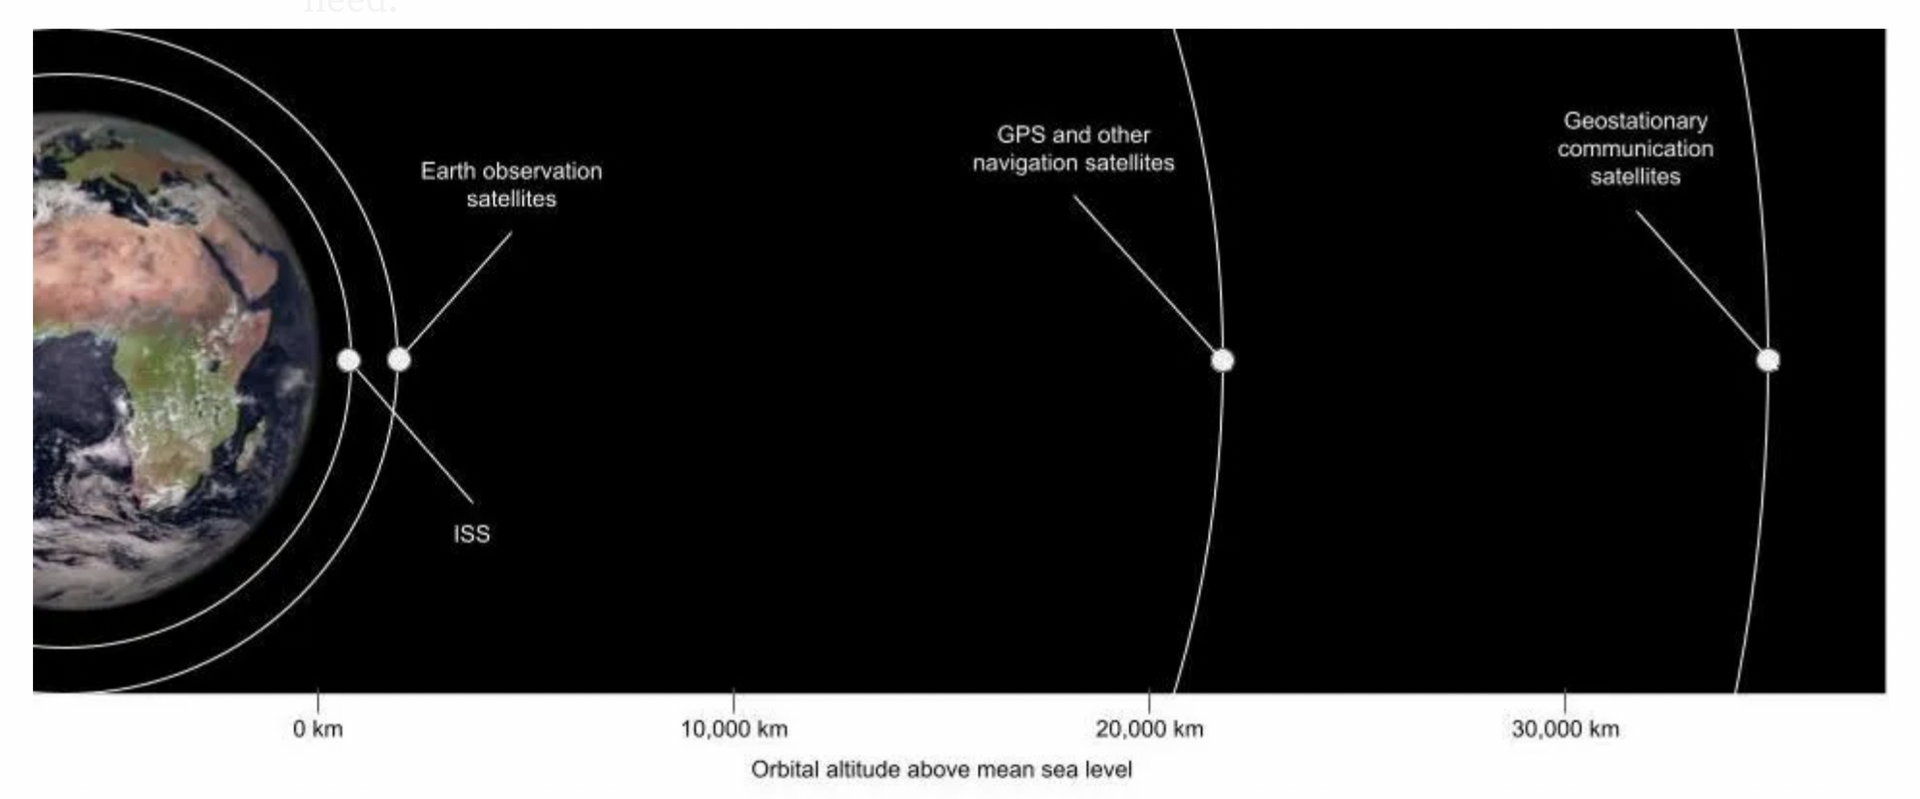 need.
Earth observation
satellites
GPS and other
navigation satellites
Geostationary
communication
satellites
ISS
0 km
10,000 km
20,000 km
30,000 km
Orbital altitude above mean sea level